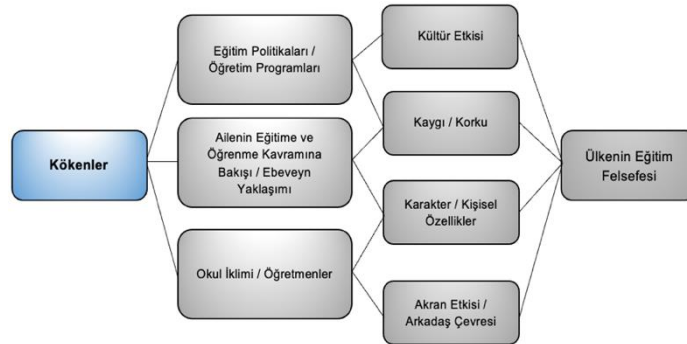 Kökenler
Eğitim Politikaları /
Öğretim Programları
Ailenin Eğitime ve
Öğrenme Kavramına
Bakışı / Ebeveyn
Yaklaşımı
Okul İklimi / Öğretmenler
Kültür Etkisi
Kaygı / Korku
Karakter / Kişisel
Özellikler
Akran Etkisi /
Arkadaş Çevresi
Ülkenin Eğitim
Felsefesi